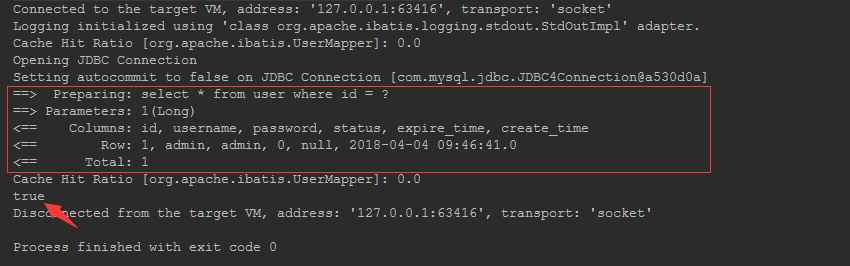 Connected to the target VM, address: '127.0.0.1:63416', transport: 'socket'
Logging initialized using 'class org.apache.ibatis.logging.stdout.StdOutImpl' adapter.
Cache Hit Ratio [org.apache.ibatis.UserMapper]: 0.0
Opening JDBC Connection
Setting autocommit to false on JDBC Connection [com.mysql.jdbc.JDBC4Connection@a530d0a]
==>  Preparing: select * from user where id = ?
==> Parameters: 1(Long)
<==    Columns: id, username, password, status, expire_time, create_time
<==        Row: 1, admin, admin, 0, null, 2018-04-04 09:46:41.0
<==      Total: 1
Cache Hit Ratio [org.apache.ibatis.UserMapper]: 0.0
true
Disconnected from the target VM, address: '127.0.0.1:63416', transport: 'socket'
Process finished with exit code 0